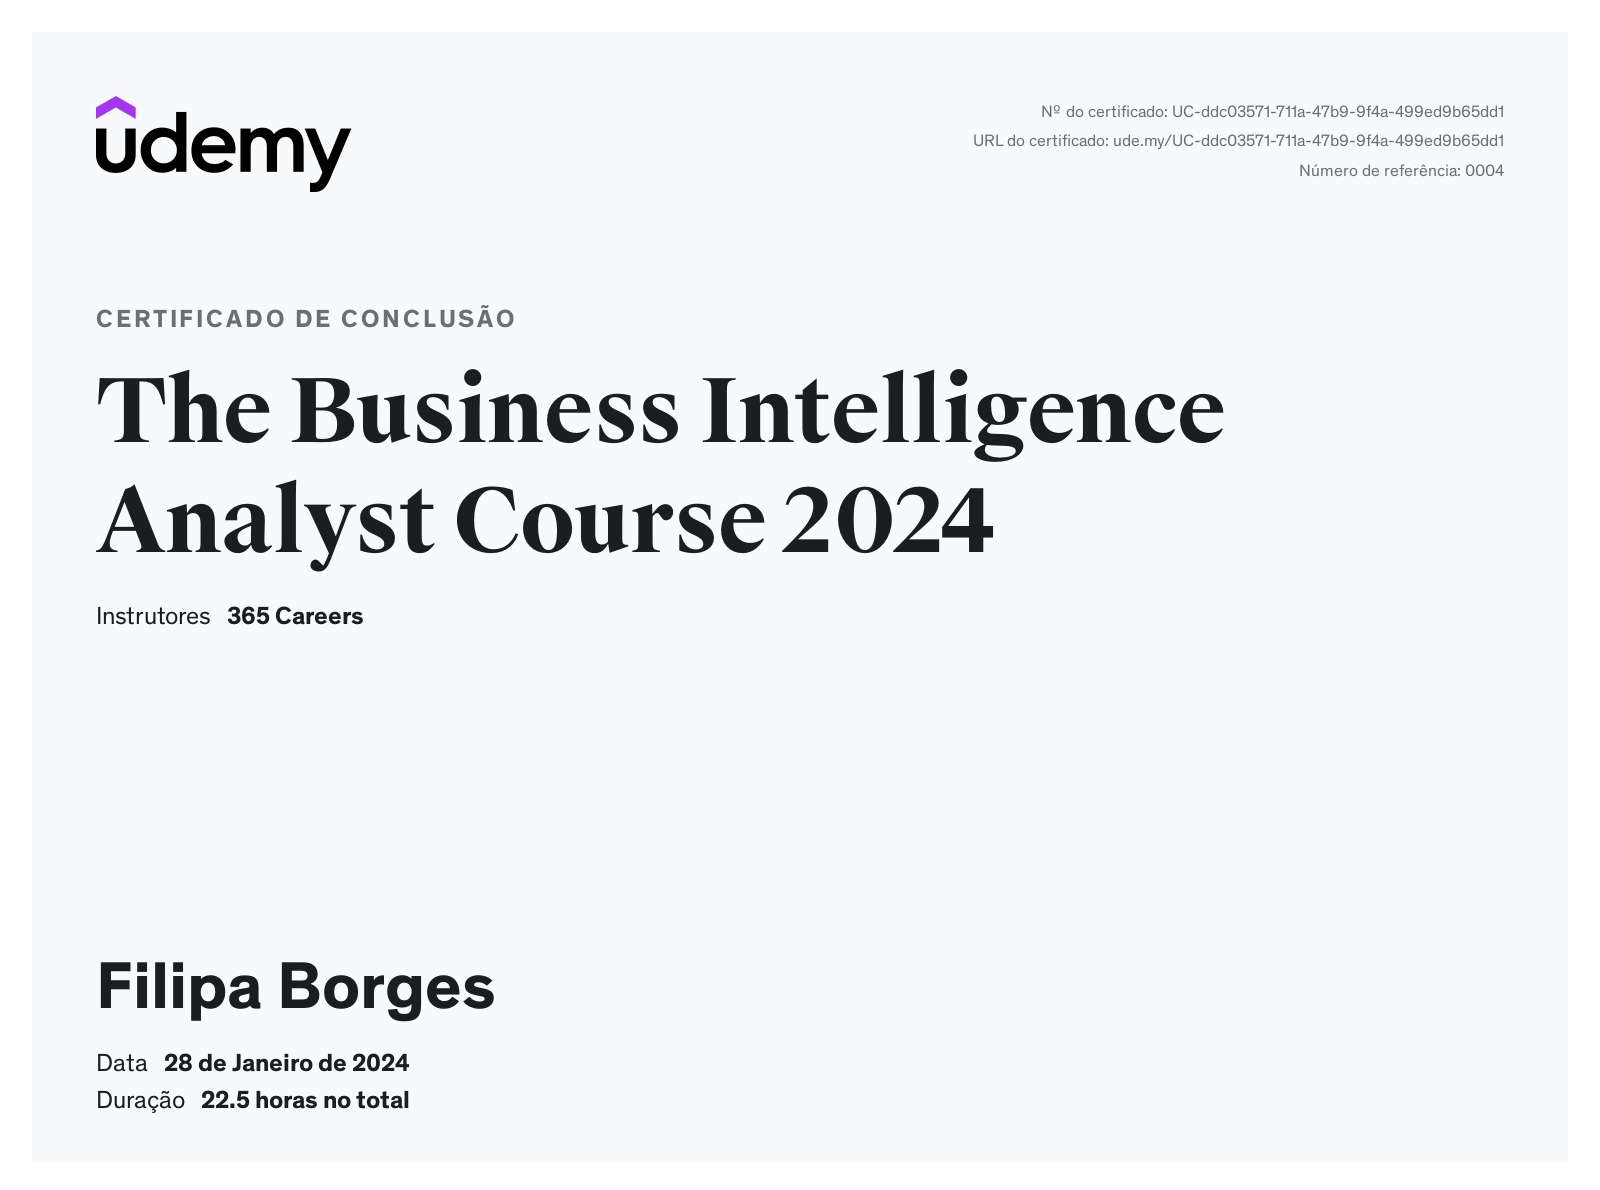 udemy
Nº do certificado: UC-ddc03571-711a-47b9-9f4a-499ed9b65dd1
URL do certificado: ude.my/UC-ddc03571-711a-47b9-9f4a-499ed9b65dd1
Número de referência: 0004
CERTIFICADO DE CONCLUSÃO
The Business Intelligence
Analyst Course 2024
Instrutores 365 Careers
Filipa Borges
Data 28 de Janeiro de 2024
Duração 22.5 horas no total